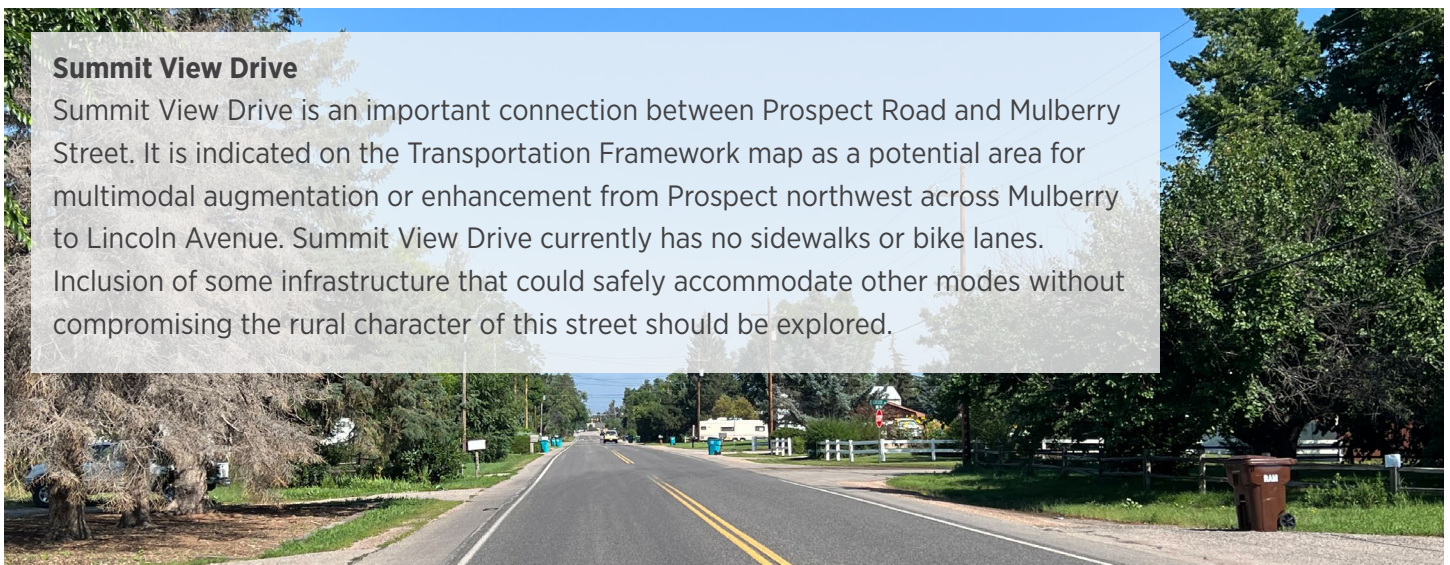 Summit View Drive
Summit View Drive is an important connection between Prospect Road and Mulberry
Street. It is indicated on the Transportation Framework map as a potential area for
multimodal augmentation or enhancement from Prospect northwest across Mulberry
to Lincoln Avenue. Summit View Drive currently has no sidewalks or bike lanes.
Inclusion of some infrastructure that could safely accommodate other modes without
compromising the rural character of this street should be explored.
RAM